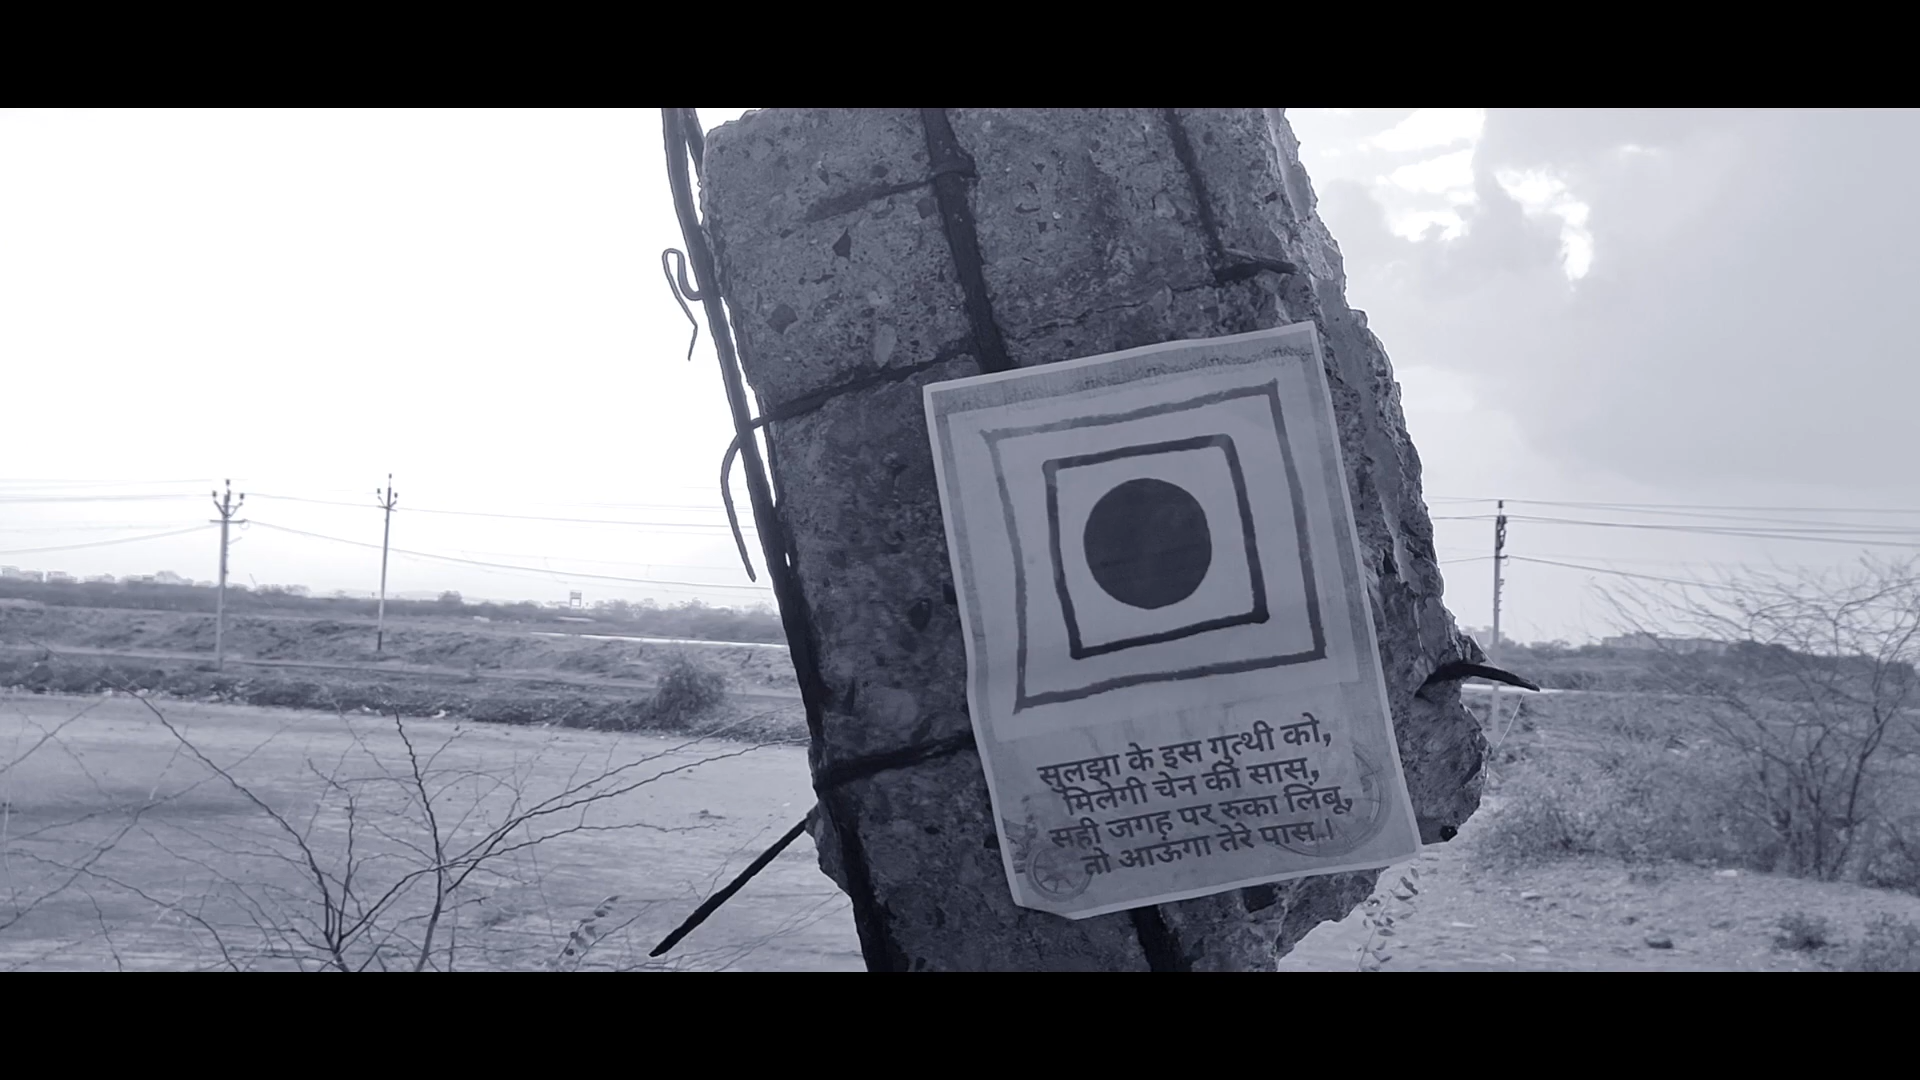 सुलझा के इस गुत्थी को,
मिलेगी चेन की सास,
सही जगह पर रुका लिंबू,
तो आऊंगा तेरे पास.।